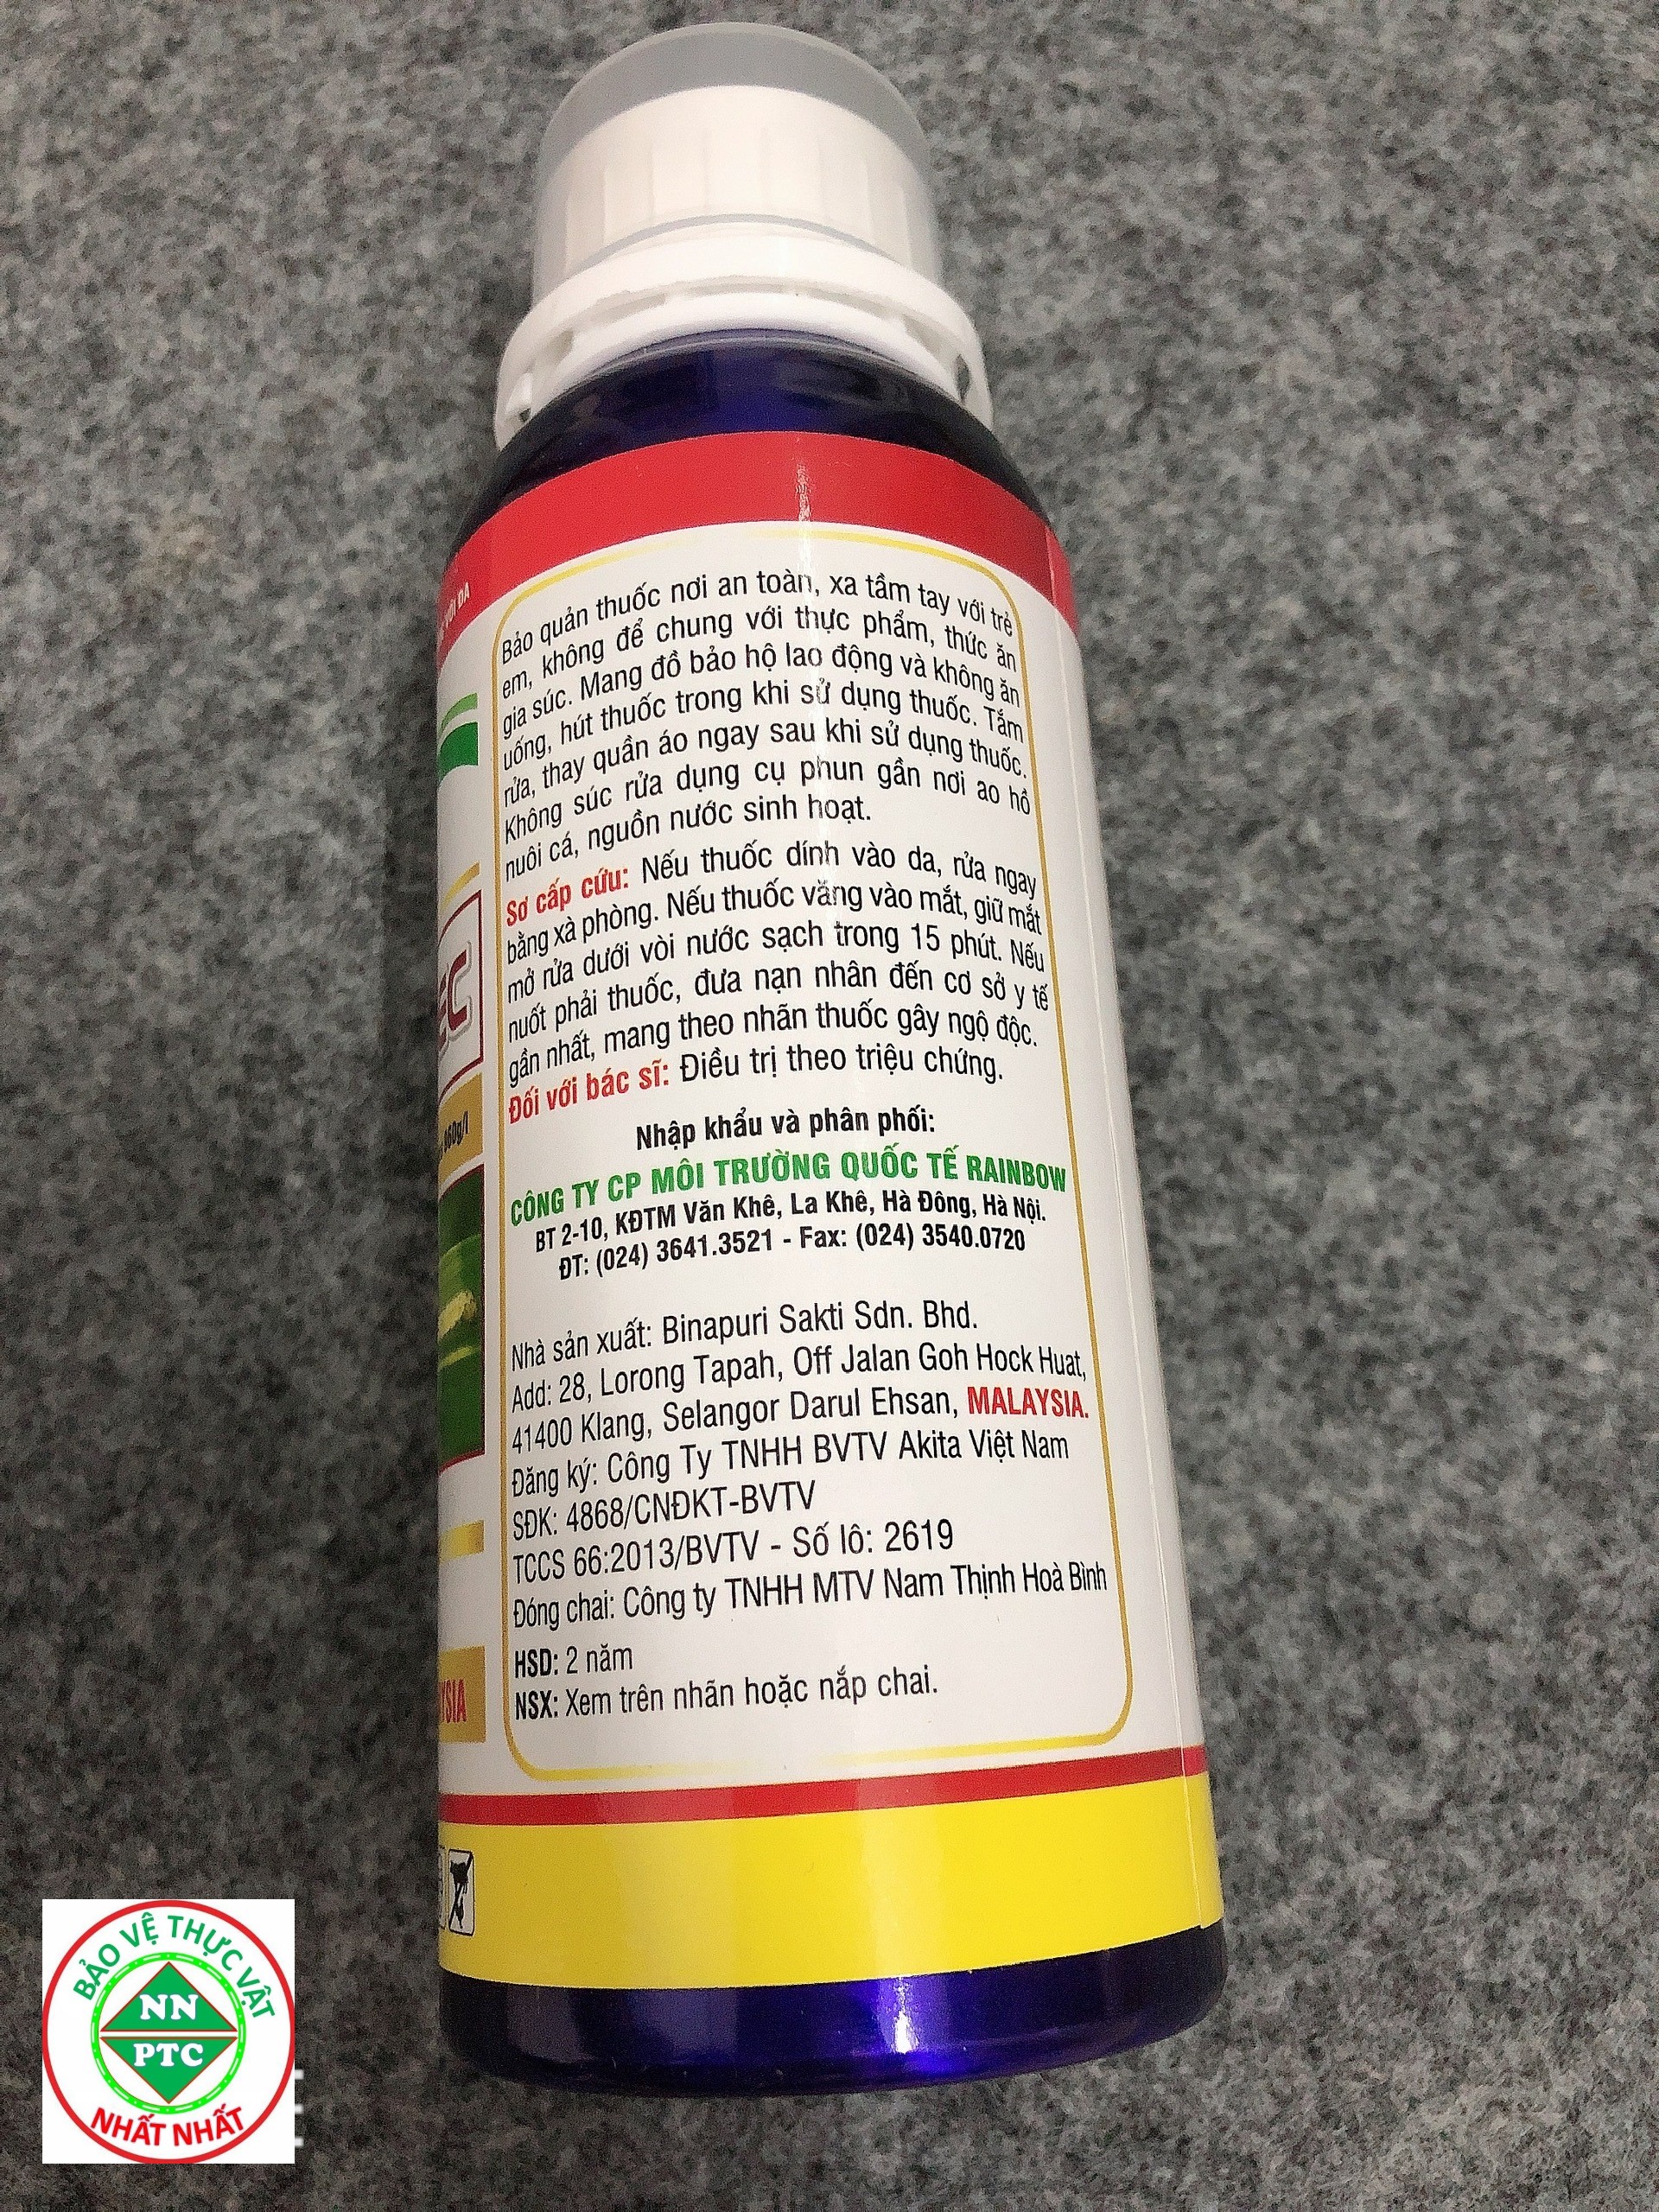 VỚI DA
Bảo quản thuốc nơi an toàn, xa tầm tay với trẻ
em, không để chung với thực phẩm, thức ăn
gia súc. Mang đồ bảo hộ lao động và không ăn
uống, hút thuốc trong khi sử dụng thuốc. Tắm
rửa, thay quần áo ngay sau khi sử dụng thuốc.
Không súc rửa dụng cụ phun gần nơi ao hồ
nuôi cá, nguồn nước sinh hoạt.
Sơ cấp cứu: Nếu thuốc dính vào da, rửa ngay
bằng xà phòng. Nếu thuốc văng vào mắt, giữ mắt
mở rửa dưới vòi nước sạch trong 15 phút. Nếu
nuốt phải thuốc, đưa nạn nhân đến cơ sở y tế
gần nhất, mang theo nhãn thuốc gây ngộ độc.
Đối với bác sĩ: Điều trị theo triệu chứng.
Nhập khẩu và phân phối:
CÔNG TY CP MÔI TRƯỜNG QUỐC TẾ RAINBOW
BT 2-10, KĐTM Văn Khê, La Khê, Hà Đông, Hà Nội.
ĐT: (024) 3641.3521 - Fax: (024) 3540.0720
Nhà sản xuất: Binapuri Sakti Sdn. Bhd.
Add: 28, Lorong Tapah, Off Jalan Goh Hock Huat,
41400 Klang, Selangor Darul Ehsan, MALAYSIA.
Đăng ký: Công Ty TNHH BVTV Akita Việt Nam
SĐK: 4868/CNĐKT-BVTV
TCCS 66:2013/BVTV - Số lô: 2619
Đóng chai: Công ty TNHH MTV Nam Thịnh Hoà Bình
HSD: 2 năm
NSX: Xem trên nhãn hoặc nắp chai.
EC
YSIA
BẢO VỆ THỰC VẬT
NN
PTC
NHẤT NHẤT